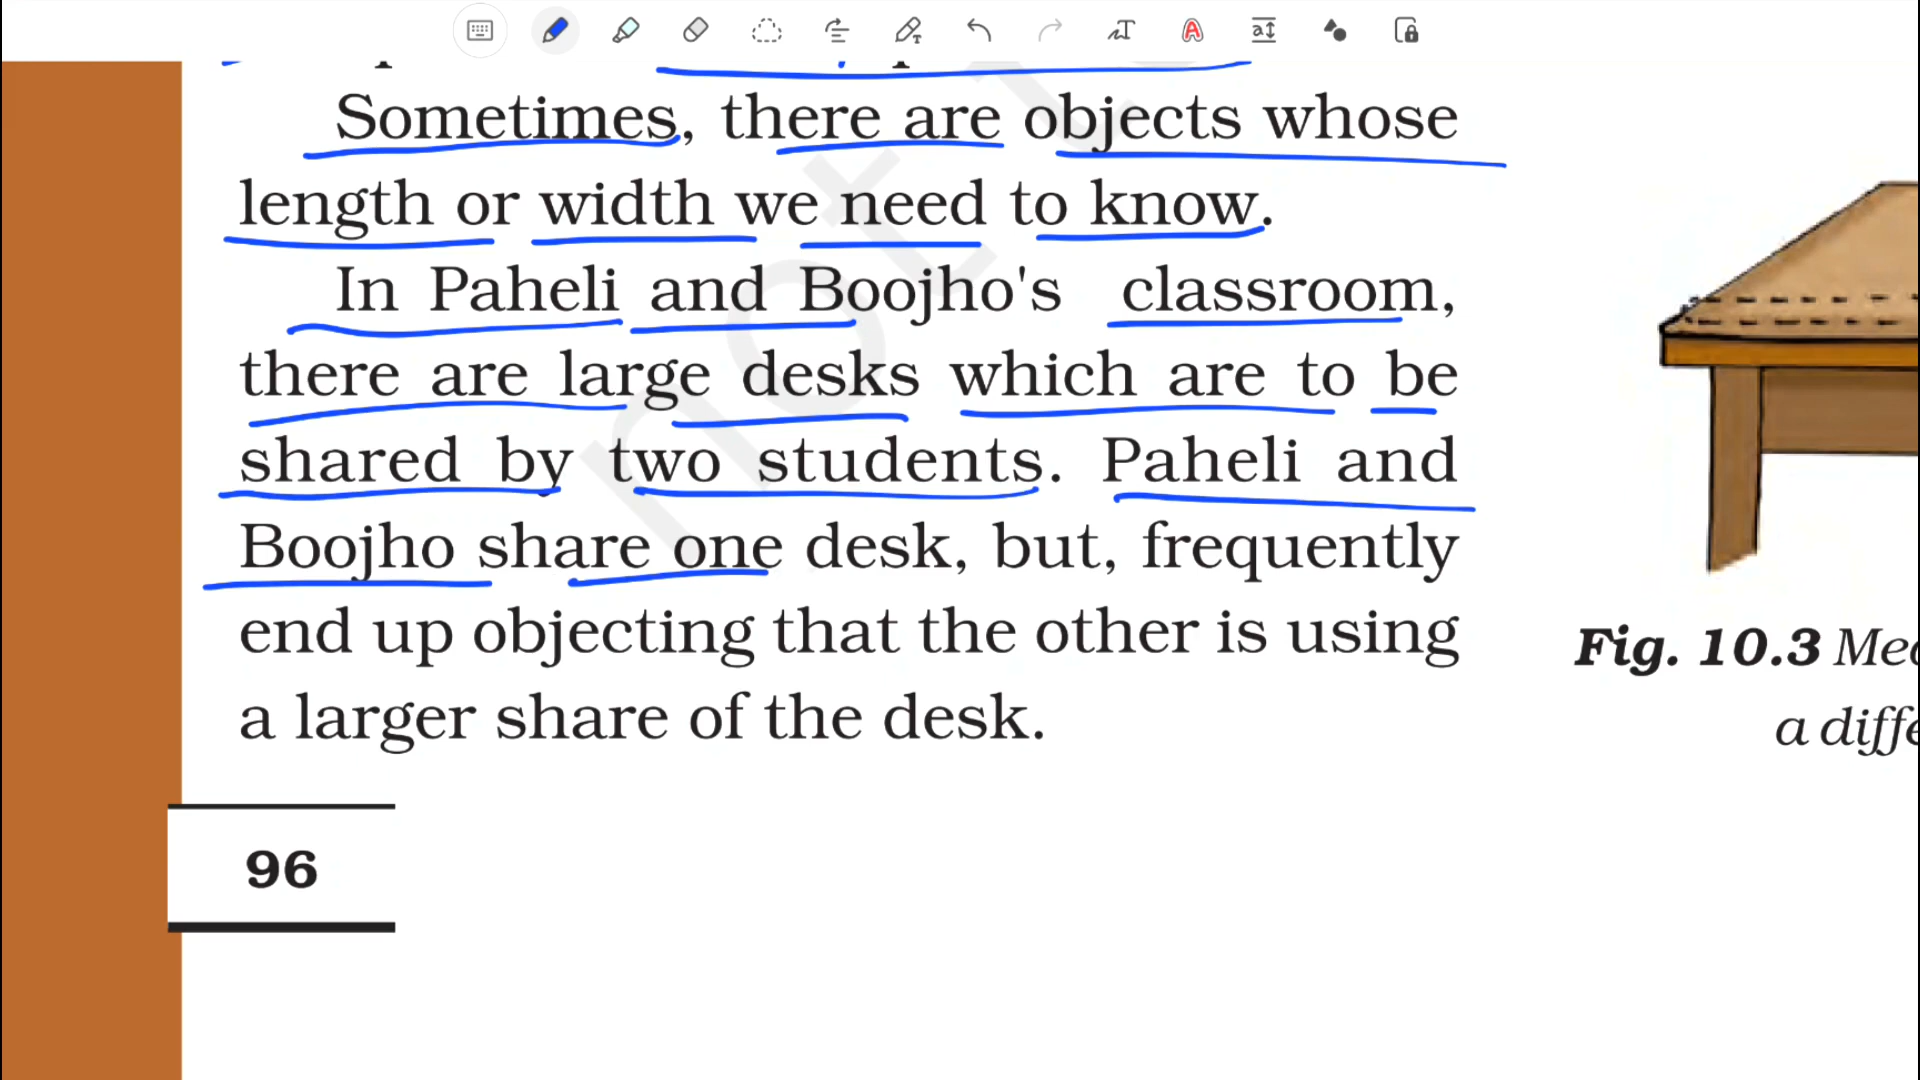 Sometimes, there are objects whose
length or width we need to know.
In Paheli and Boojho's classroom,
there are large desks which are to be
shared by two students. Paheli and
Boojho share one desk, but, frequently
end up objecting that the other is using
a larger share of the desk.
96
Fig. 10.3
a
not